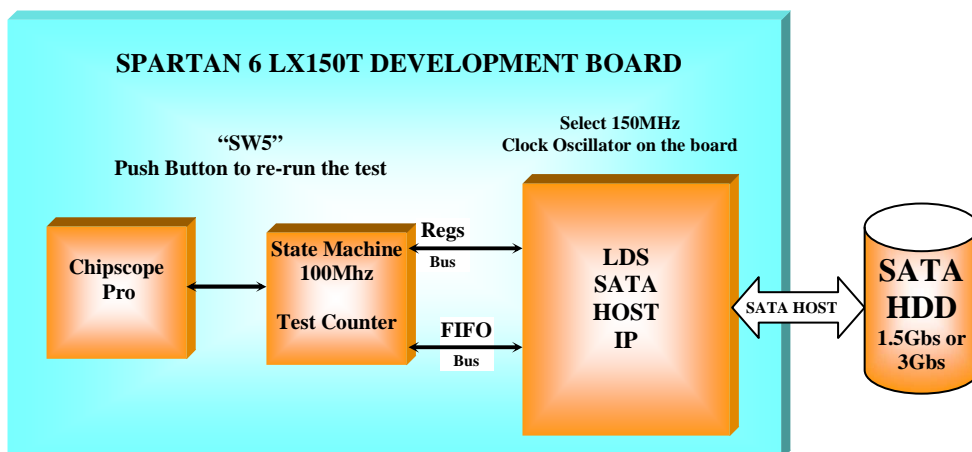 SPARTAN 6 LX150T DEVELOPMENT BOARD
“SW5”
Push Button to re-run the test
Select 150MHz
Clock Oscillator on the board
Chipscope
Pro
State Machine
100Mhz
Test Counter
Regs
Bus
FIFO
Bus
LDS
SATA
HOST
IP
SATA HOST
SATA
HDD
1.5Gbs or
3Gbs